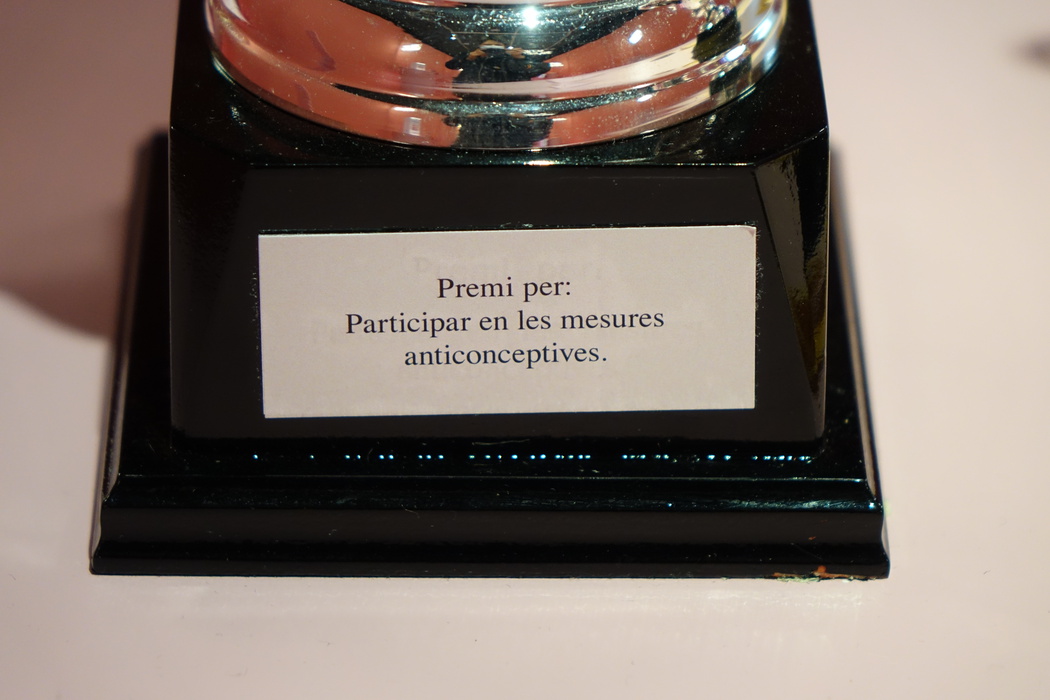 Premi per:
Participar en les mesures
anticonceptives.